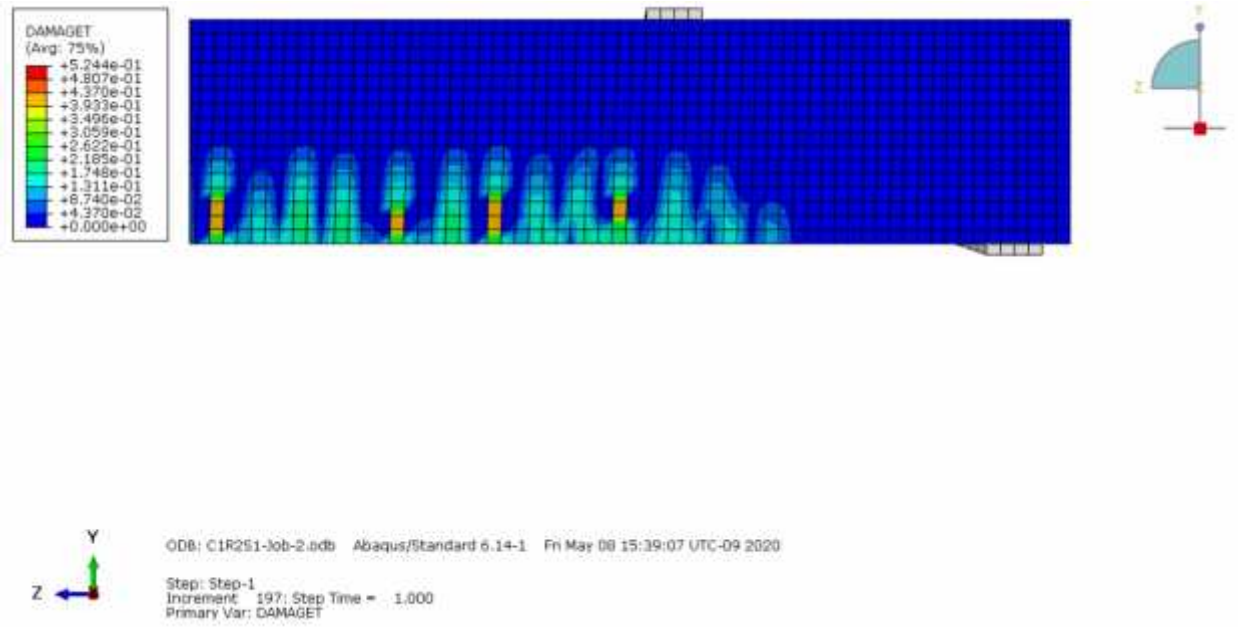 DAMAGET
(Avg: 75%)
+5.244e-01
+4.807e-01
+4.370e-01
+3.933e-01
+3.496e-01
+3.059e-01
+2.622e-01
+2.185e-01
+1.748e-01
+1.311e-01
+8.740e-02
+4.370e-02
+0.000e+00
Y
Z
Y
Z
ODB: C1R2S1-Job-2.odb Abaqus/Standard 6.14-1 Fri May 08 15:39:07 UTC-09 2020
Step: Step-1
Increment 197: Step Time = 1.000
Primary Var: DAMAGET